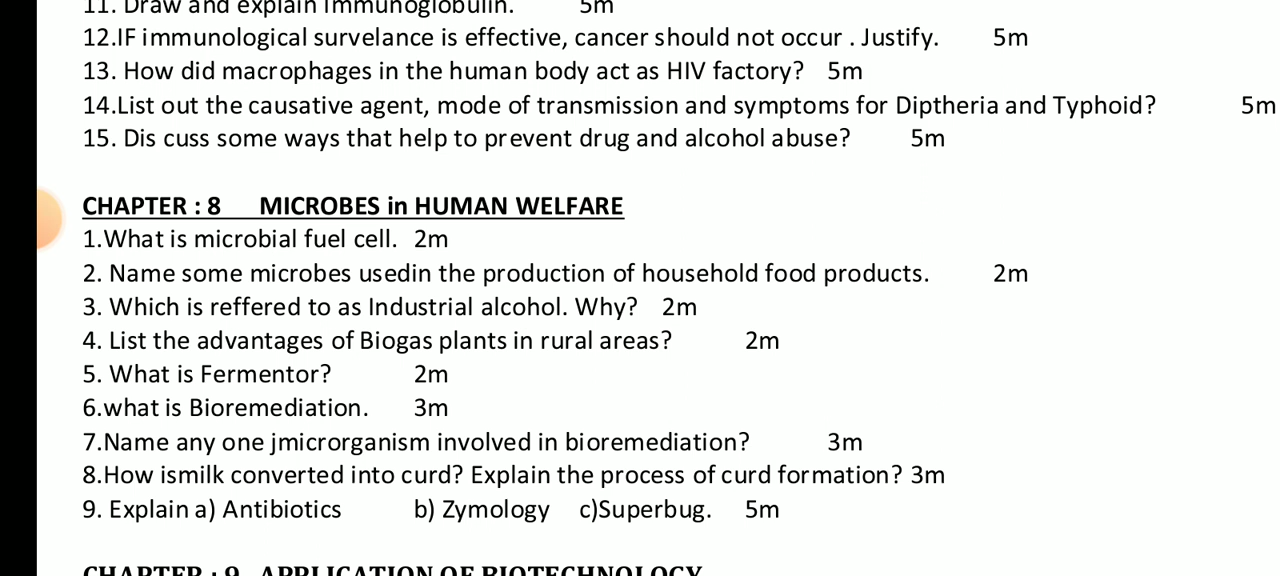 11. Draw and explain Immunoglobulin. 5m
12.IF immunological survelance is effective, cancer should not occur . Justify. 5m
13. How did macrophages in the human body act as HIV factory? 5m
14.List out the causative agent, mode of transmission and symptoms for Diptheria and Typhoid? 5m
15. Dis cuss some ways that help to prevent drug and alcohol abuse? 5m
CHAPTER : 8 MICROBES in HUMAN WELFARE
1.What is microbial fuel cell. 2m
2. Name some microbes usedin the production of household food products. 2m
3. Which is reffered to as Industrial alcohol. Why? 2m
4. List the advantages of Biogas plants in rural areas? 2m
5. What is Fermentor? 2m
6.what is Bioremediation. 3m
7.Name any one jmicrorganism involved in bioremediation? 3m
8.How ismilk converted into curd? Explain the process of curd formation? 3m
9. Explain a) Antibiotics b) Zymology c)Superbug. 5m
CHAPTER : 9 APPLICATION OF BIOTECHNOLOGY